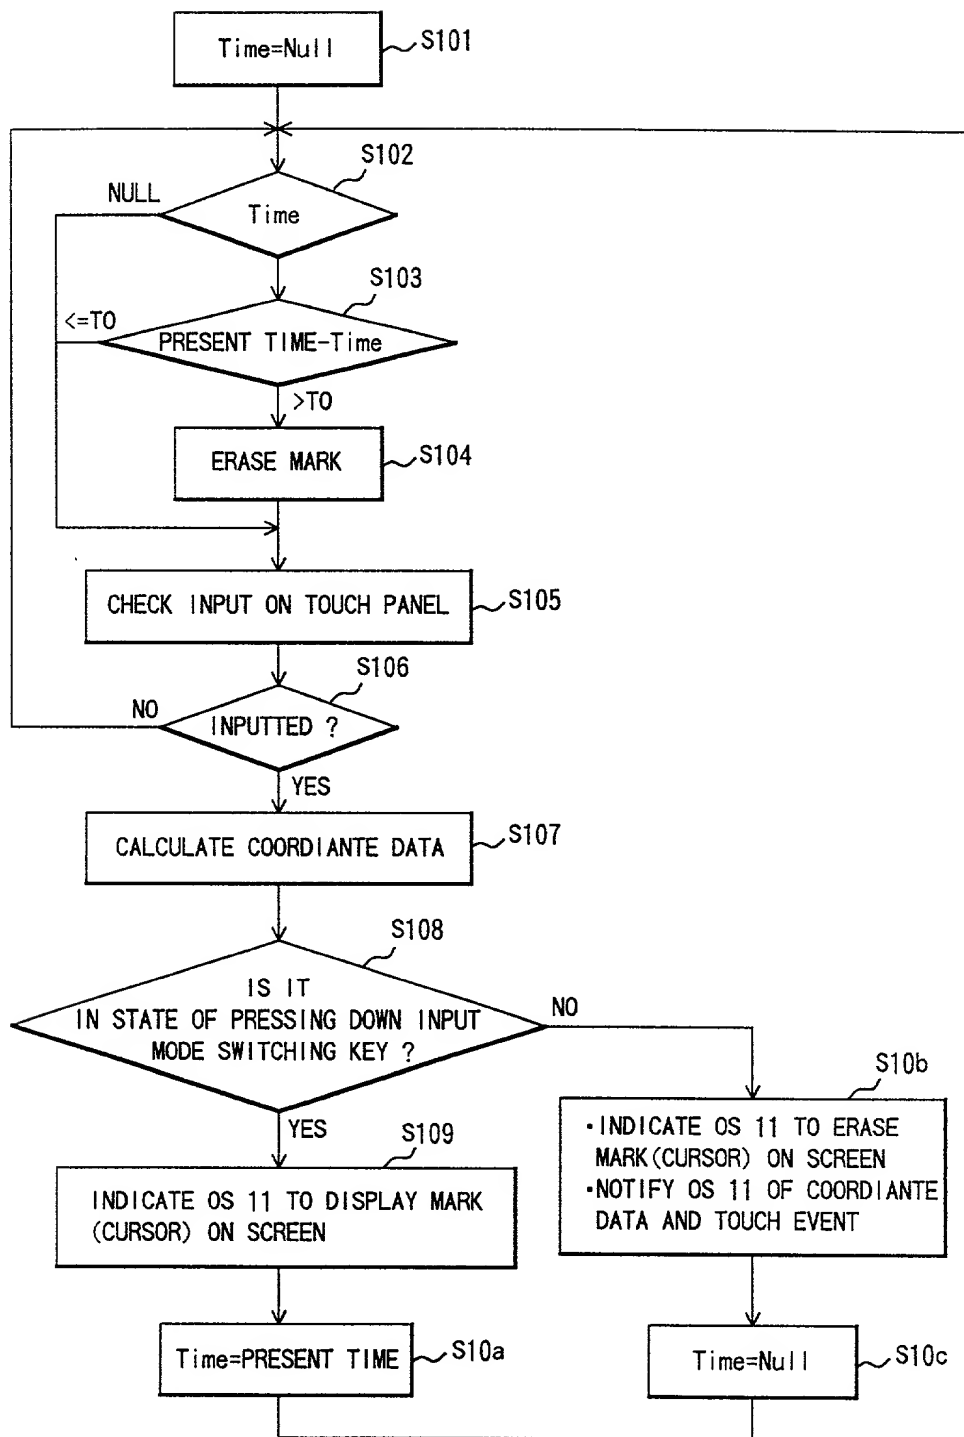 Time=Null
S101
S102
NULL
Time
S103
<=TO
PRESENT TIME-Time
>TO
ERASE MARK
S104
CHECK INPUT ON TOUCH PANEL
S105
S106
NO
INPUTTED ?
YES
CALCULATE COORDIANTE DATA
S107
S108
IS IT
IN STATE OF PRESSING DOWN INPUT
MODE SWITCHING KEY ?
NO
YES
S109
INDICATE OS 11 TO DISPLAY MARK
(CURSOR) ON SCREEN
S10b
・INDICATE OS 11 TO ERASE
MARK(CURSOR) ON SCREEN
・NOTIFY OS 11 OF COORDIANTE
DATA AND TOUCH EVENT
Time=PRESENT TIME
S10a
Time=Null
S10c